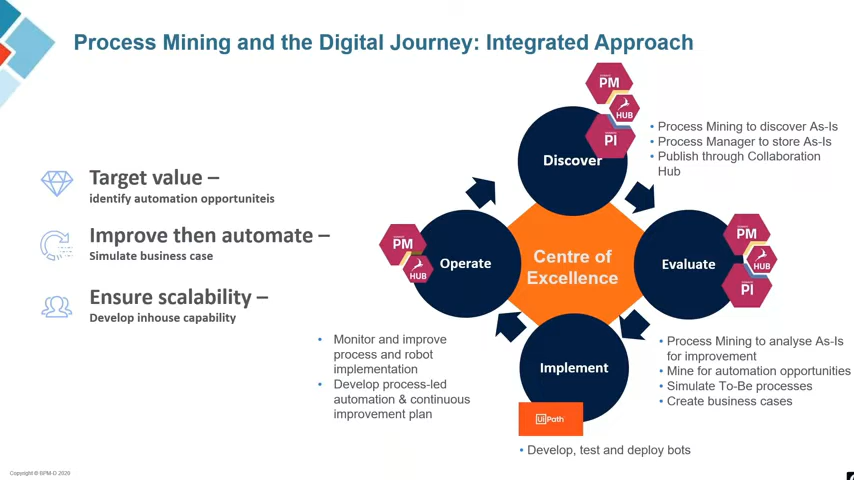 Process Mining and the Digital Journey: Integrated Approach
Target value –
identify automation opportuniteis
Improve then automate –
Simulate business case
Ensure scalability –
Develop inhouse capability
PM
HUB
PI
Discover
• Process Mining to discover As-Is
• Process Manager to store As-Is
• Publish through Collaboration
Hub
PM
HUB
Operate
Centre of
Excellence
Evaluate
PM
HUB
PI
• Monitor and improve
process and robot
implementation
• Develop process-led
automation & continuous
improvement plan
Implement
UiPath
• Develop, test and deploy bots
• Process Mining to analyse As-Is
for improvement
• Mine for automation opportunities
• Simulate To-Be processes
• Create business cases
Copyright © BPM-D 2020